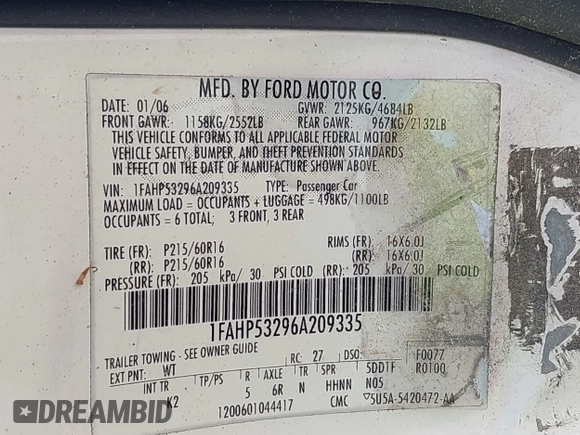 MFD. BY FORD MOTOR CO.
DATE: 01/06 GVWR: 2125KG/4684LB
FRONT GAWR: 1158KG/2552LB REAR GAWR: 967KG/2132LB
THIS VEHICLE CONFORMS TO ALL APPLICABLE FEDERAL MOTOR
VEHICLE SAFETY, BUMPER, AND THEFT PREVENTION STANDARDS
IN EFFECT ON THE DATE OF MANUFACTURE SHOWN ABOVE.
VIN: 1FAHP53296A209335 TYPE: Passenger Car
MAXIMUM LOAD = OCCUPANTS + LUGGAGE = 498KG/1100LB
OCCUPANTS = 6 TOTAL; 3 FRONT, 3 REAR
TIRE (FR): P215/60R16 RIMS (FR): 16X6.0J
(RR): P215/60R16 (RR): 16X6.0J
PRESSURE (FR): 205 kPa/ 30 PSI COLD (RR): 205 kPa/ 30 PSI COLD
1FAHP53296A209335
TRAILER TOWING - SEE OWNER GUIDE
EXT PNT: WT RC: 27 DSO: F0077
INT TR TP/PS R AXLE TR SPR 5DD1F R0100
K2 5 6R N HHNN N05
1200601044417 CMC 5U5A-5420472-AA
DREAMBID